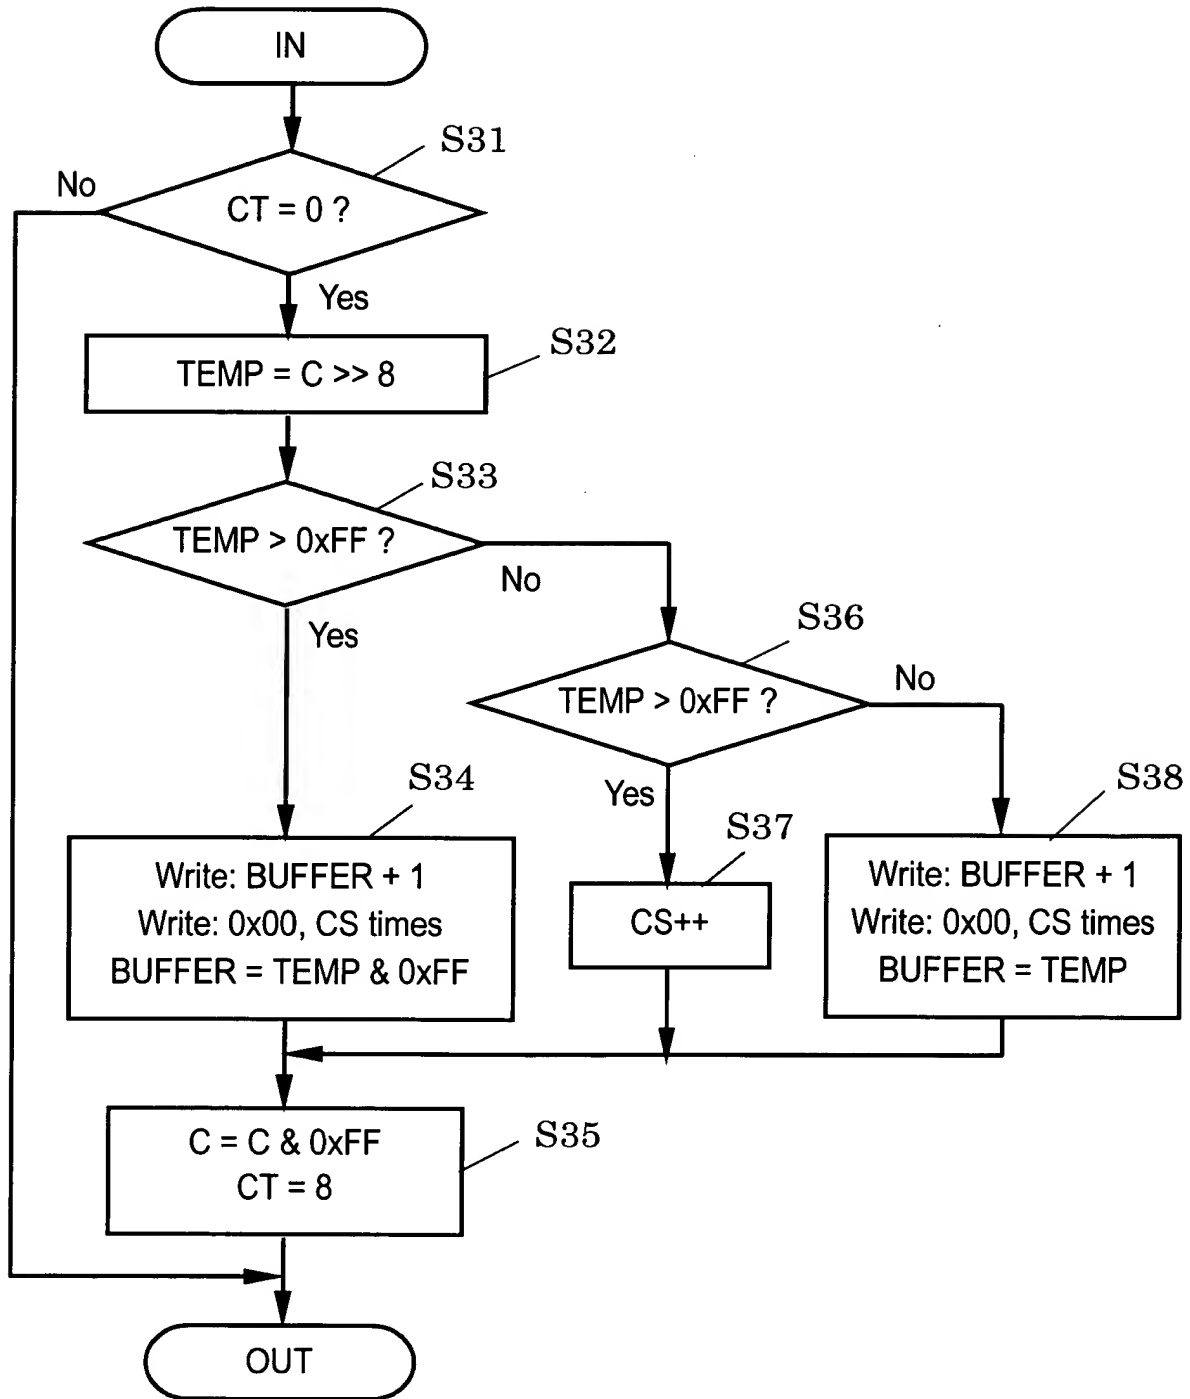 IN
S31
No
CT = 0 ?
Yes
S32
TEMP = C >> 8
S33
TEMP > 0xFF ?
No
Yes
S36
TEMP > 0xFF ?
No
S34
Yes
S38
S37
Write: BUFFER + 1
Write: 0x00, CS times
BUFFER = TEMP & 0xFF
CS++
Write: BUFFER + 1
Write: 0x00, CS times
BUFFER = TEMP
C = C & 0xFF
CT = 8
S35
OUT